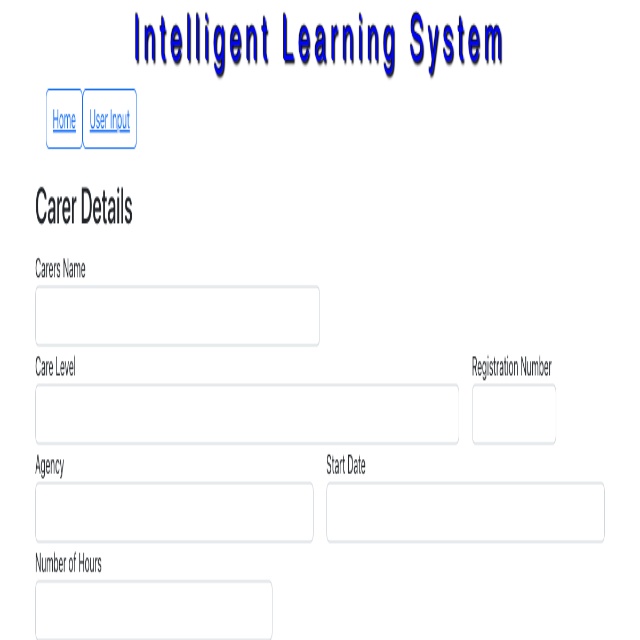 Intelligent Learning System
Home User Input
Carer Details
Carers Name
Care Level Registration Number
Agency Start Date
Number of Hours